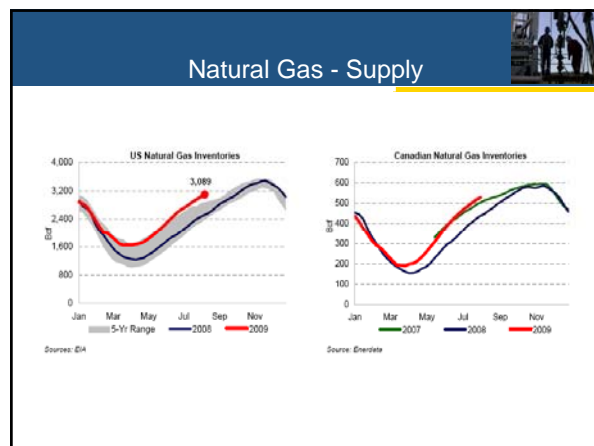 Natural Gas - Supply
US Natural Gas Inventories
4,000
3,200
2,400
1,600
800
0
Bcf
3,089
Jan Mar May Jul Sep Nov
5-Yr Range 2008 2009
Sources: EIA
Canadian Natural Gas Inventories
700
600
500
400
300
200
100
0
Bcf
Jan Mar May Jul Sep Nov
2007 2008 2009
Source: Enerdata